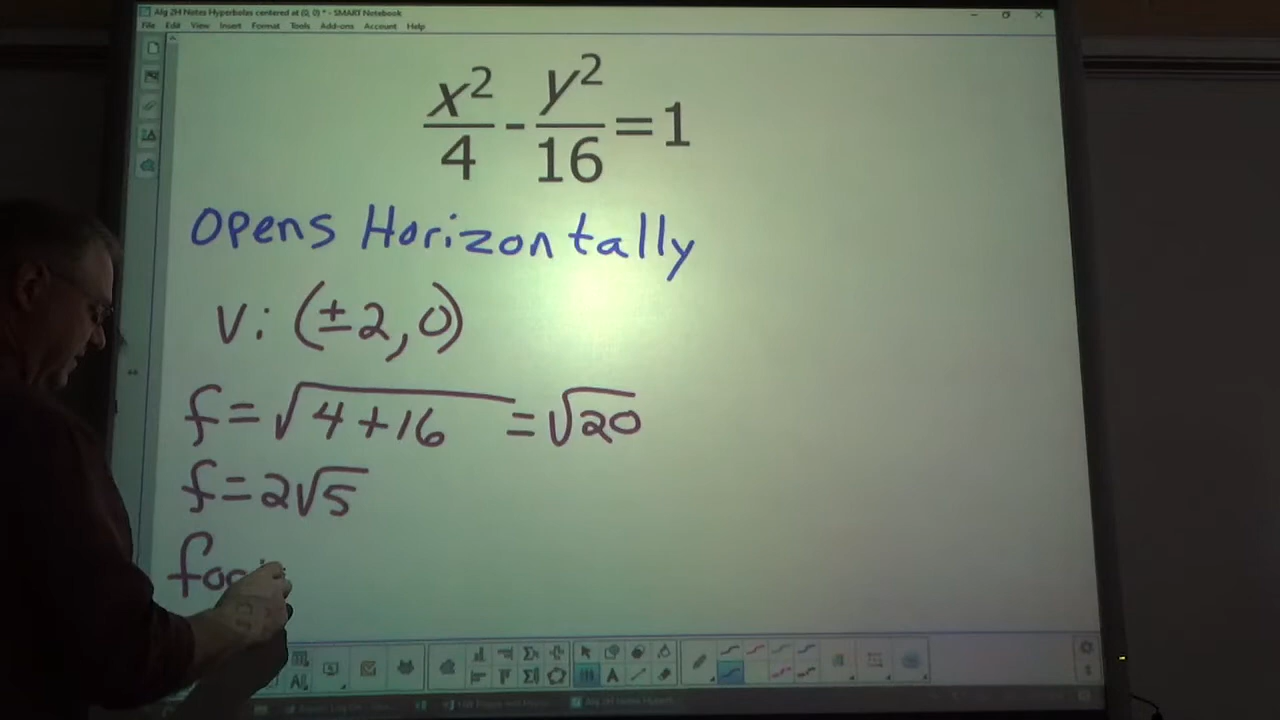 Alg 2H Notes Hyperbolas centered at (0, 0) * - SMART Notebook
File Edit View Insert Format Tools Add-ons Account Help
x²/4 - y²/16 = 1
Opens Horizontally
V: (±2, 0)
f = √4+16 = √20
f = 2√5